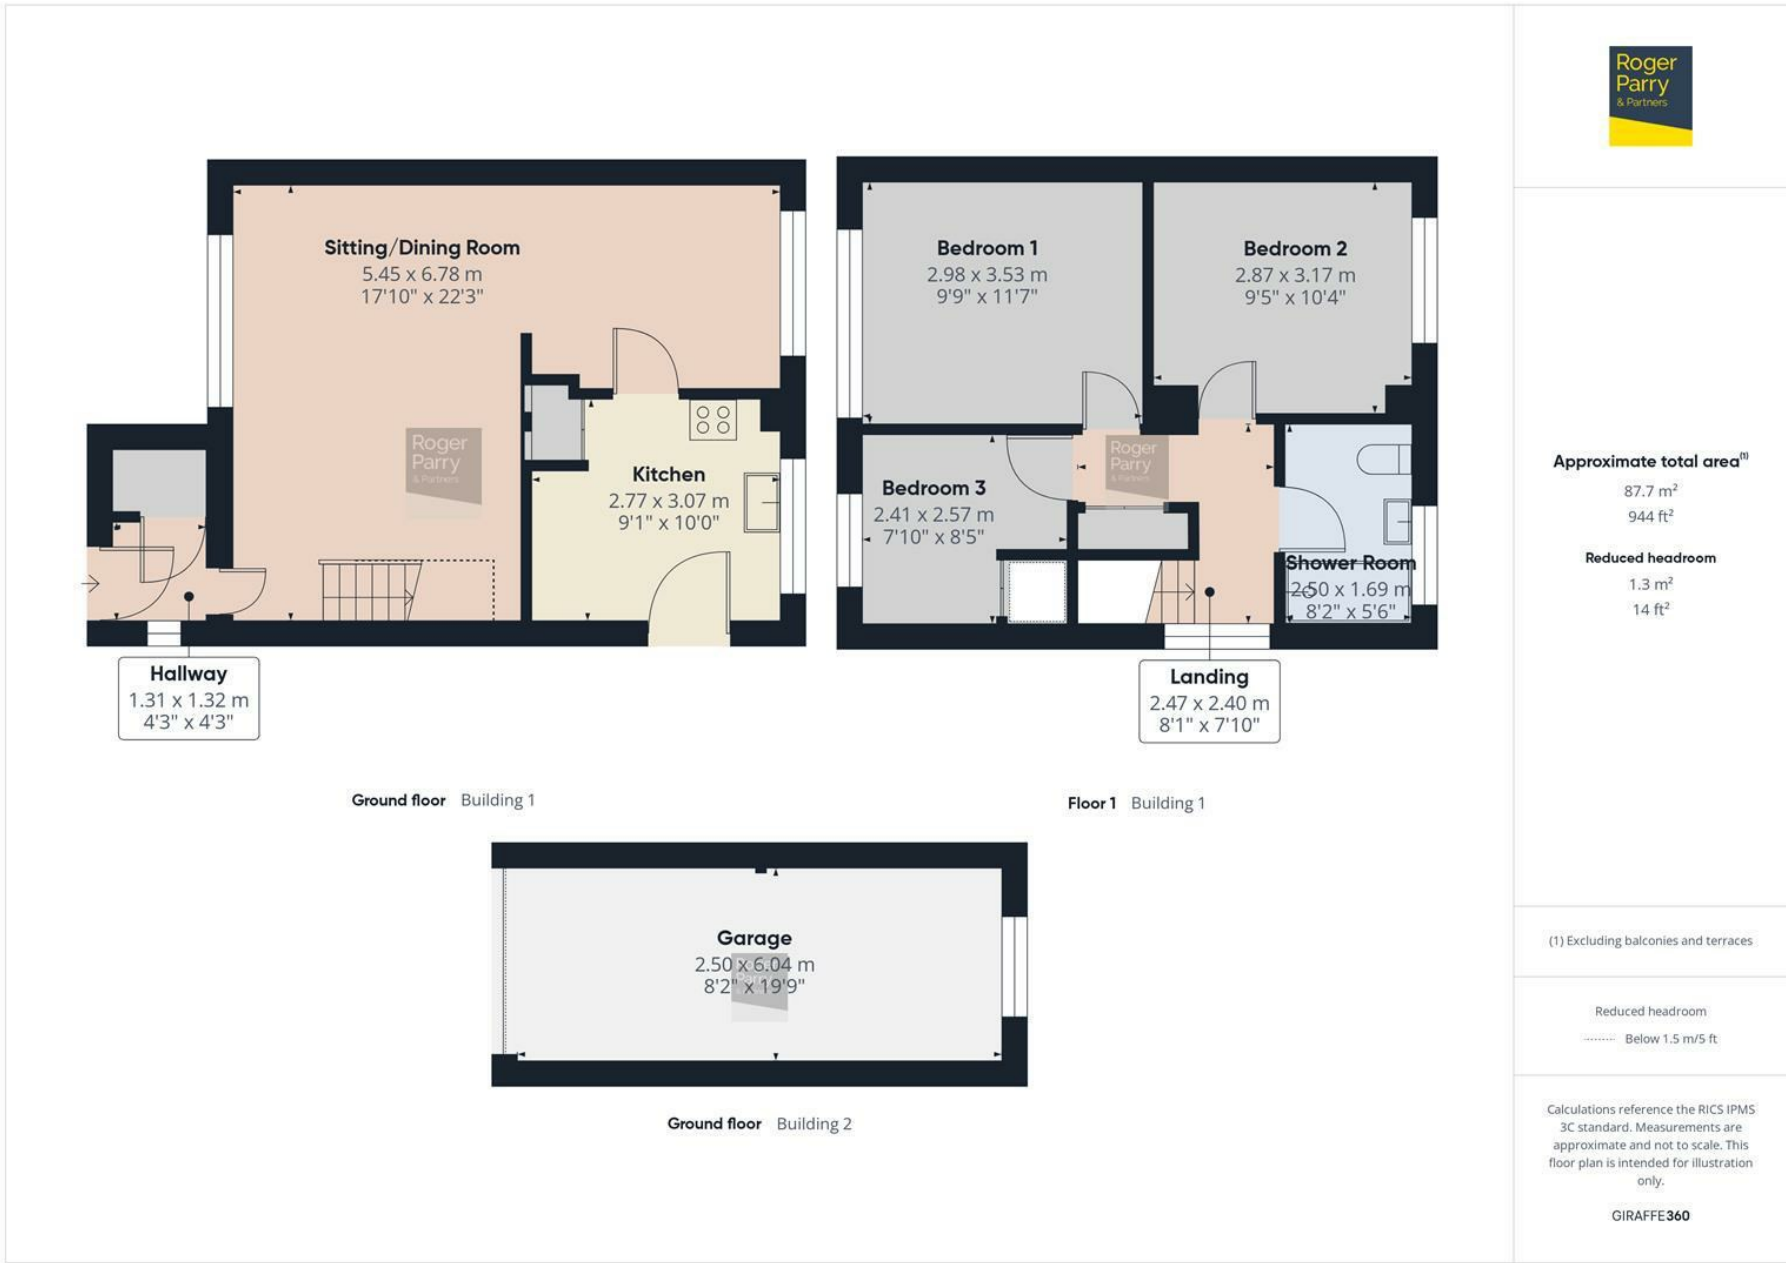 Roger
Parry
& Partners
Sitting/Dining Room
5.45 x 6.78 m
17'10" x 22'3"
Roger
Parry
& Partners
Kitchen
2.77 x 3.07 m
9'1" x 10'0"
Hallway
1.31 x 1.32 m
4'3" x 4'3"
Ground floor Building 1
Bedroom 1
2.98 x 3.53 m
9'9" x 11'7"
Bedroom 2
2.87 x 3.17 m
9'5" x 10'4"
Roger
Parry
& Partners
Bedroom 3
2.41 x 2.57 m
7'10" x 8'5"
Shower Room
2.50 x 1.69 m
8'2" x 5'6"
Landing
2.47 x 2.40 m
8'1" x 7'10"
Floor 1 Building 1
Garage
2.50 x 6.04 m
8'2" x 19'9"
Ground floor Building 2
Approximate total area(1)
87.7 m²
944 ft²
Reduced headroom
1.3 m²
14 ft²
(1) Excluding balconies and terraces
Reduced headroom
Below 1.5 m/5 ft
Calculations reference the RICS IPMS
3C standard. Measurements are
approximate and not to scale. This
floor plan is intended for illustration
only.
GIRAFFE360